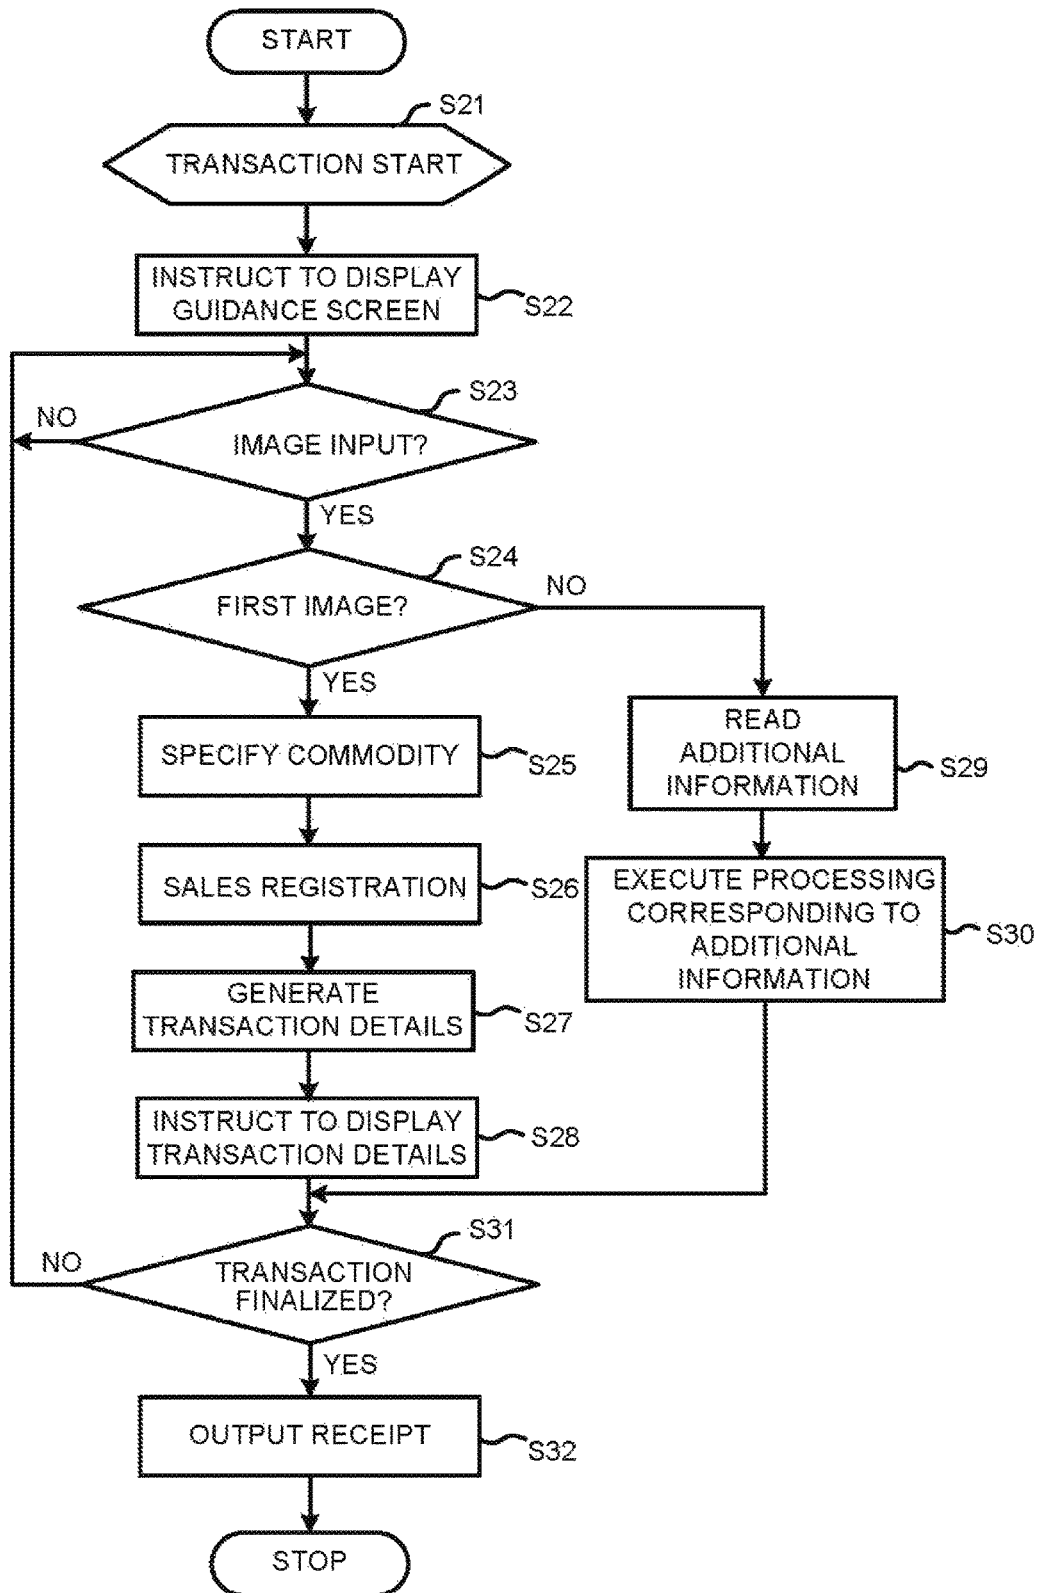 START
S21
TRANSACTION START
INSTRUCT TO DISPLAY
GUIDANCE SCREEN
S22
S23
NO
IMAGE INPUT?
YES
S24
NO
FIRST IMAGE?
YES
SPECIFY COMMODITY
S25
READ
ADDITIONAL
INFORMATION
S29
SALES REGISTRATION
S26
EXECUTE PROCESSING
CORRESPONDING TO
ADDITIONAL
INFORMATION
S30
GENERATE
TRANSACTION DETAILS
S27
INSTRUCT TO DISPLAY
TRANSACTION DETAILS
S28
S31
NO
TRANSACTION
FINALIZED?
YES
OUTPUT RECEIPT
S32
STOP